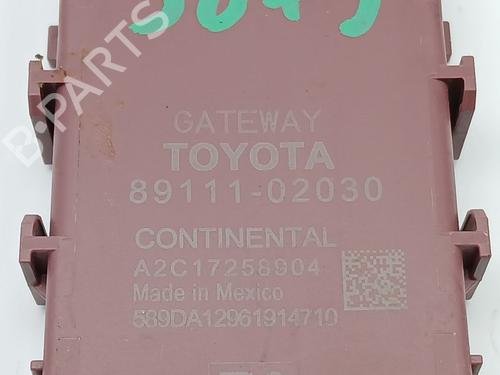 B-PARTS
GATEWAY
TOYOTA
89111-02030
CONTINENTAL
A2C17258904
Made in Mexico
589DA12961914710